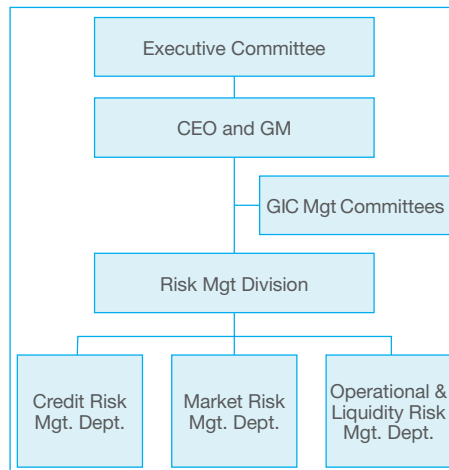 Executive Committee
CEO and GM
GIC Mgt Committees
Risk Mgt Division
Credit Risk
Mgt. Dept.
Market Risk
Mgt. Dept.
Operational &
Liquidity Risk
Mgt. Dept.